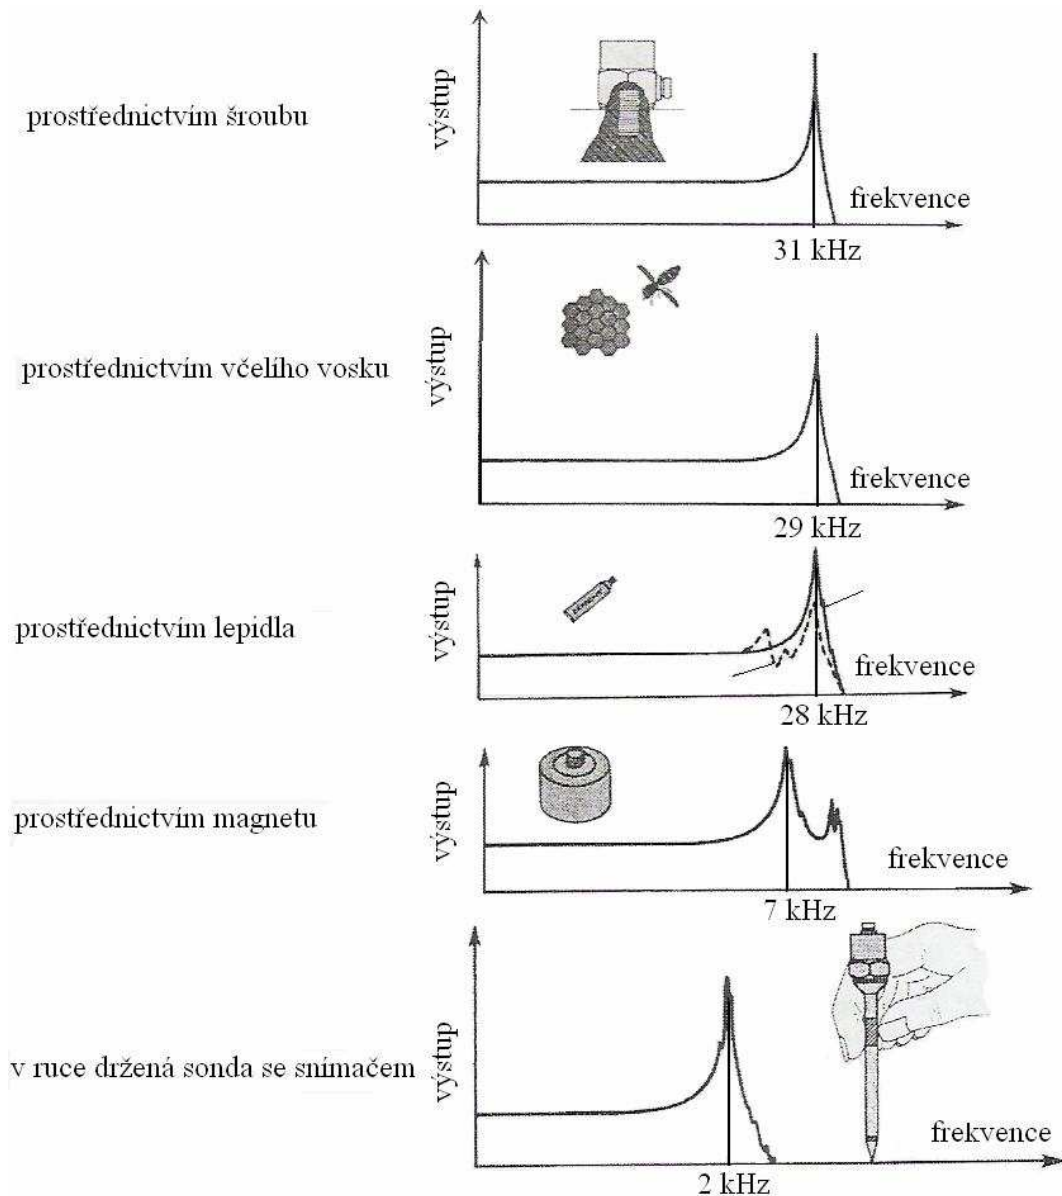 prostřednictvím šroubu
výstup
frekvence
31 kHz
prostřednictvím včelího vosku
výstup
frekvence
29 kHz
prostřednictvím lepidla
výstup
frekvence
28 kHz
prostřednictvím magnetu
výstup
frekvence
7 kHz
v ruce držená sonda se snímačem
výstup
frekvence
2 kHz